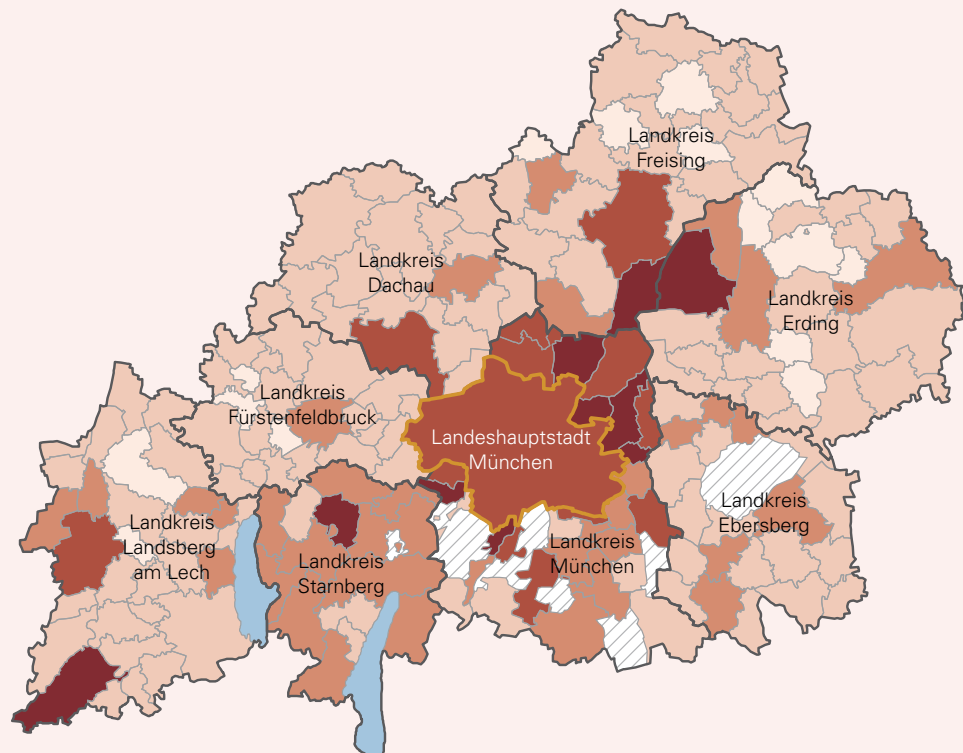 Landkreis
Freising
Landkreis
Dachau
Landkreis
Erding
Landkreis
Fürstenfeldbruck
Landeshauptstadt
München
Landkreis
Ebersberg
Landkreis
Landsberg
am Lech
Landkreis
Starnberg
Landkreis
München